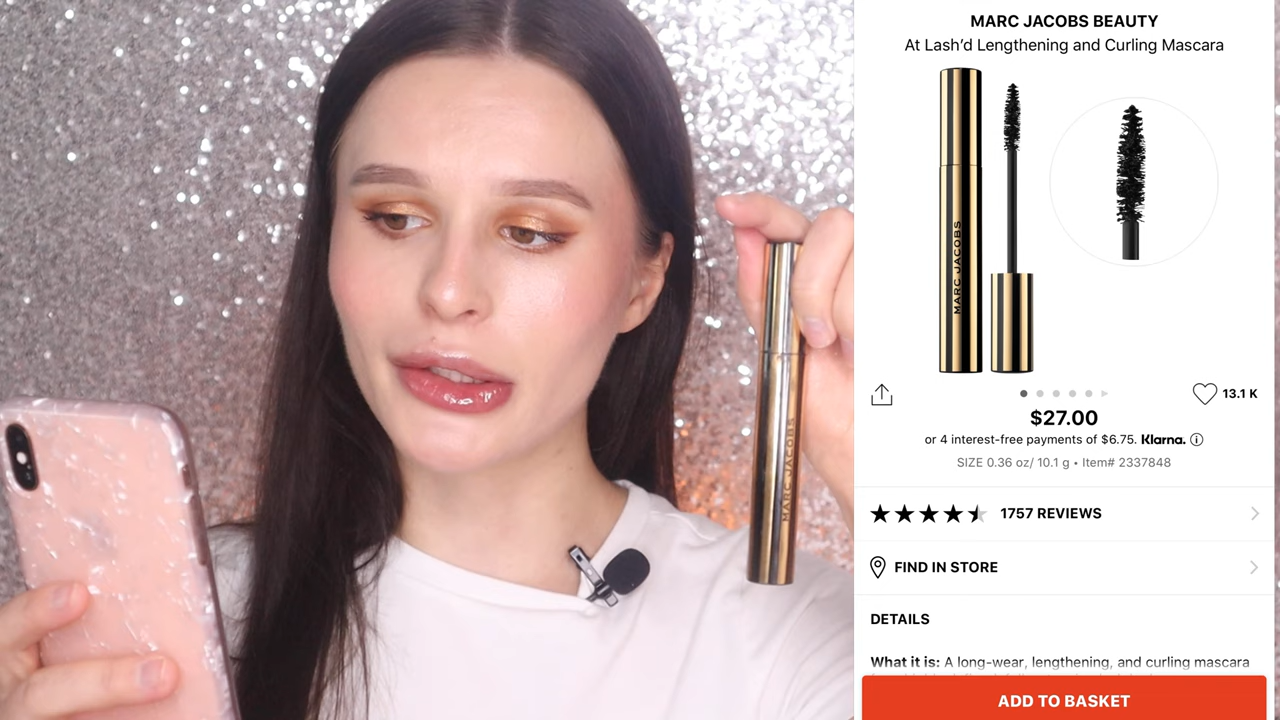 MARC JACOBS BEAUTY
At Lash'd Lengthening and Curling Mascara
MARC JACOBS
MARC JACOBS
13.1 K
$27.00
or 4 interest-free payments of $6.75. Klarna.
SIZE 0.36 oz/ 10.1 g • Item# 2337848
1757 REVIEWS
FIND IN STORE
DETAILS
What it is: A long-wear, lengthening, and curling mascara
ADD TO BASKET